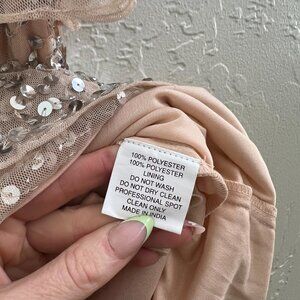 100% POLYESTER
100% POLYESTER
LINING
DO NOT WASH
DO NOT DRY CLEAN
PROFESSIONAL SPOT
CLEAN ONLY
MADE IN INDIA